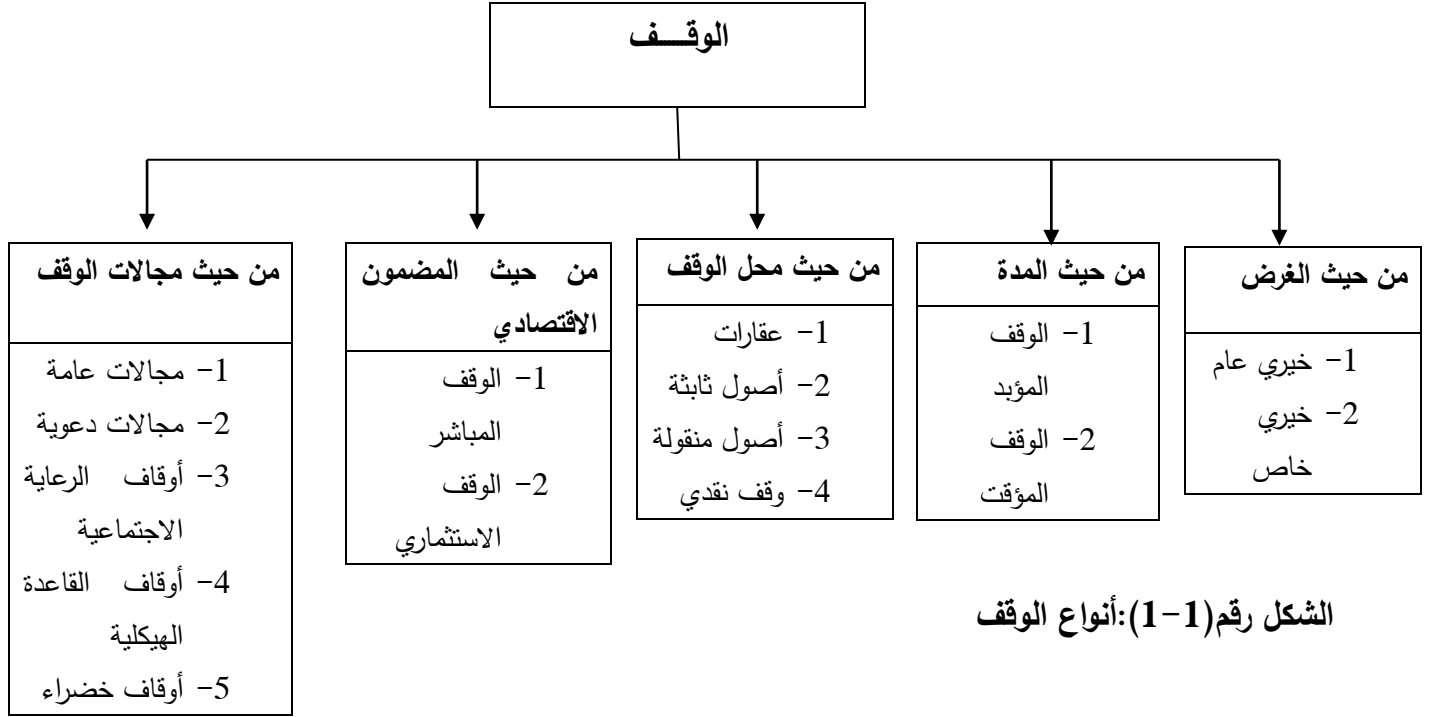 الوقـــف
من حيث الغرض
1- خيري عام
2- خيري
خاص
من حيث المدة
1- الوقف
المؤبد
2- الوقف
المؤقت
من حيث محل الوقف
1- عقارات
2- أصول ثابثة
3- أصول منقولة
4- وقف نقدي
من حيث المضمون
الاقتصادي
1- الوقف
المباشر
2- الوقف
الاستثماري
من حيث مجالات الوقف
1- مجالات عامة
2- مجالات دعوية
3- أوقاف الرعاية
الاجتماعية
4- أوقاف القاعدة
الهيكلية
5- أوقاف خضراء
الشكل رقم(1-1):أنواع الوقف